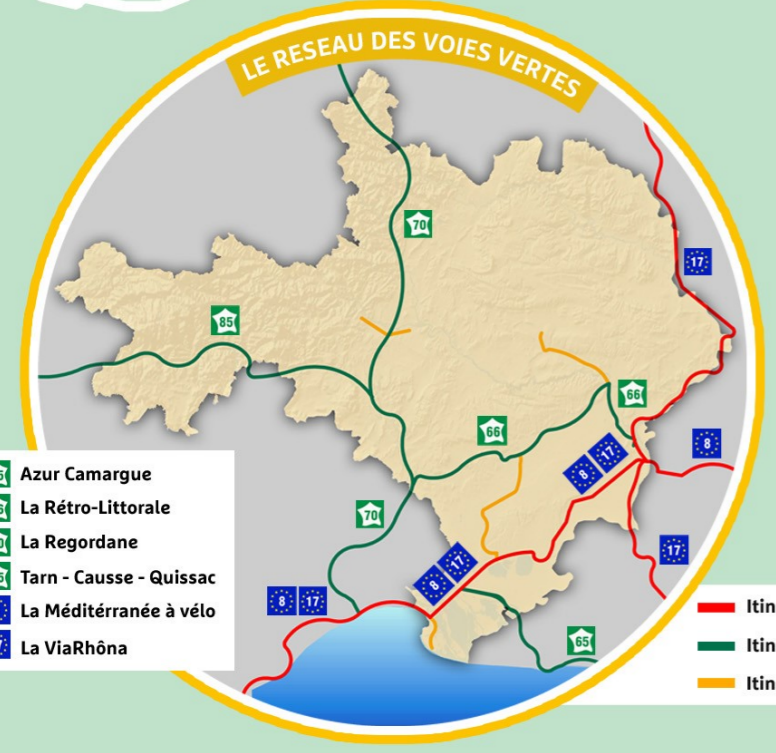 LE RESEAU DES VOIES VERTES
70
17
85
66
66
8
8 17
70
8 17
17
8 17
65
Azur Camargue
La Rétro-Littorale
La Regordane
Tarn - Causse - Quissac
La Méditérranée à vélo
La ViaRhôna
Itin
Itin
Itin